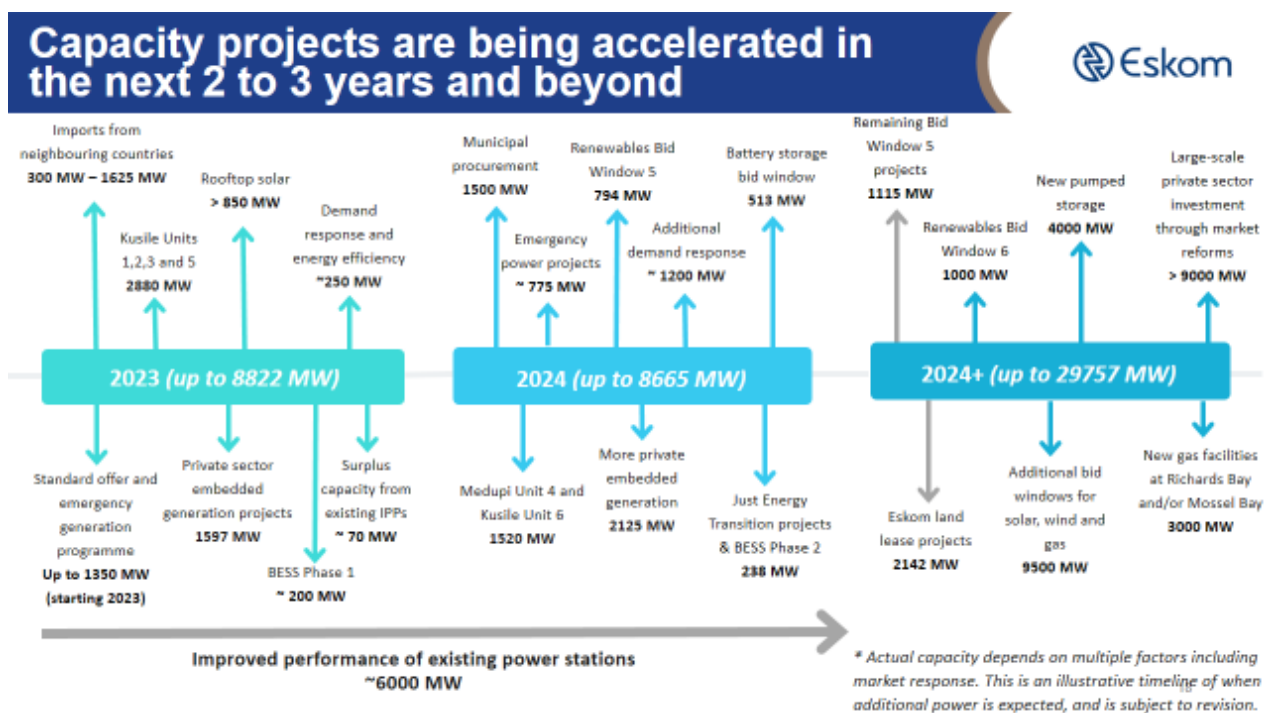 Capacity projects are being accelerated in
the next 2 to 3 years and beyond
Eskom
Imports from
neighbouring countries
300 MW – 1625 MW
Kusile Units
1,2,3 and 5
2880 MW
Rooftop solar
> 850 MW
Demand
response and
energy efficiency
~250 MW
2023 (up to 8822 MW)
Standard offer and
emergency
generation
programme
Up to 1350 MW
(starting 2023)
Private sector
embedded
generation projects
1597 MW
BESS Phase 1
~ 200 MW
Surplus
capacity from
existing IPPs
~ 70 MW
Municipal
procurement
1500 MW
Emergency
power projects
~ 775 MW
Renewables Bid
Window 5
794 MW
Additional
demand response
~ 1200 MW
Battery storage
bid window
513 MW
2024 (up to 8665 MW)
Medupi Unit 4 and
Kusile Unit 6
1520 MW
More private
embedded
generation
2125 MW
Just Energy
Transition projects
& BESS Phase 2
238 MW
Remaining Bid
Window 5
projects
1115 MW
Renewables Bid
Window 6
1000 MW
New pumped
storage
4000 MW
Large-scale
private sector
investment
through market
reforms
> 9000 MW
2024+ (up to 29757 MW)
Eskom land
lease projects
2142 MW
Additional bid
windows for
solar, wind and
gas
9500 MW
New gas facilities
at Richards Bay
and/or Mossel Bay
3000 MW
Improved performance of existing power stations
~6000 MW
* Actual capacity depends on multiple factors including
market response. This is an illustrative timeline of when
additional power is expected, and is subject to revision.